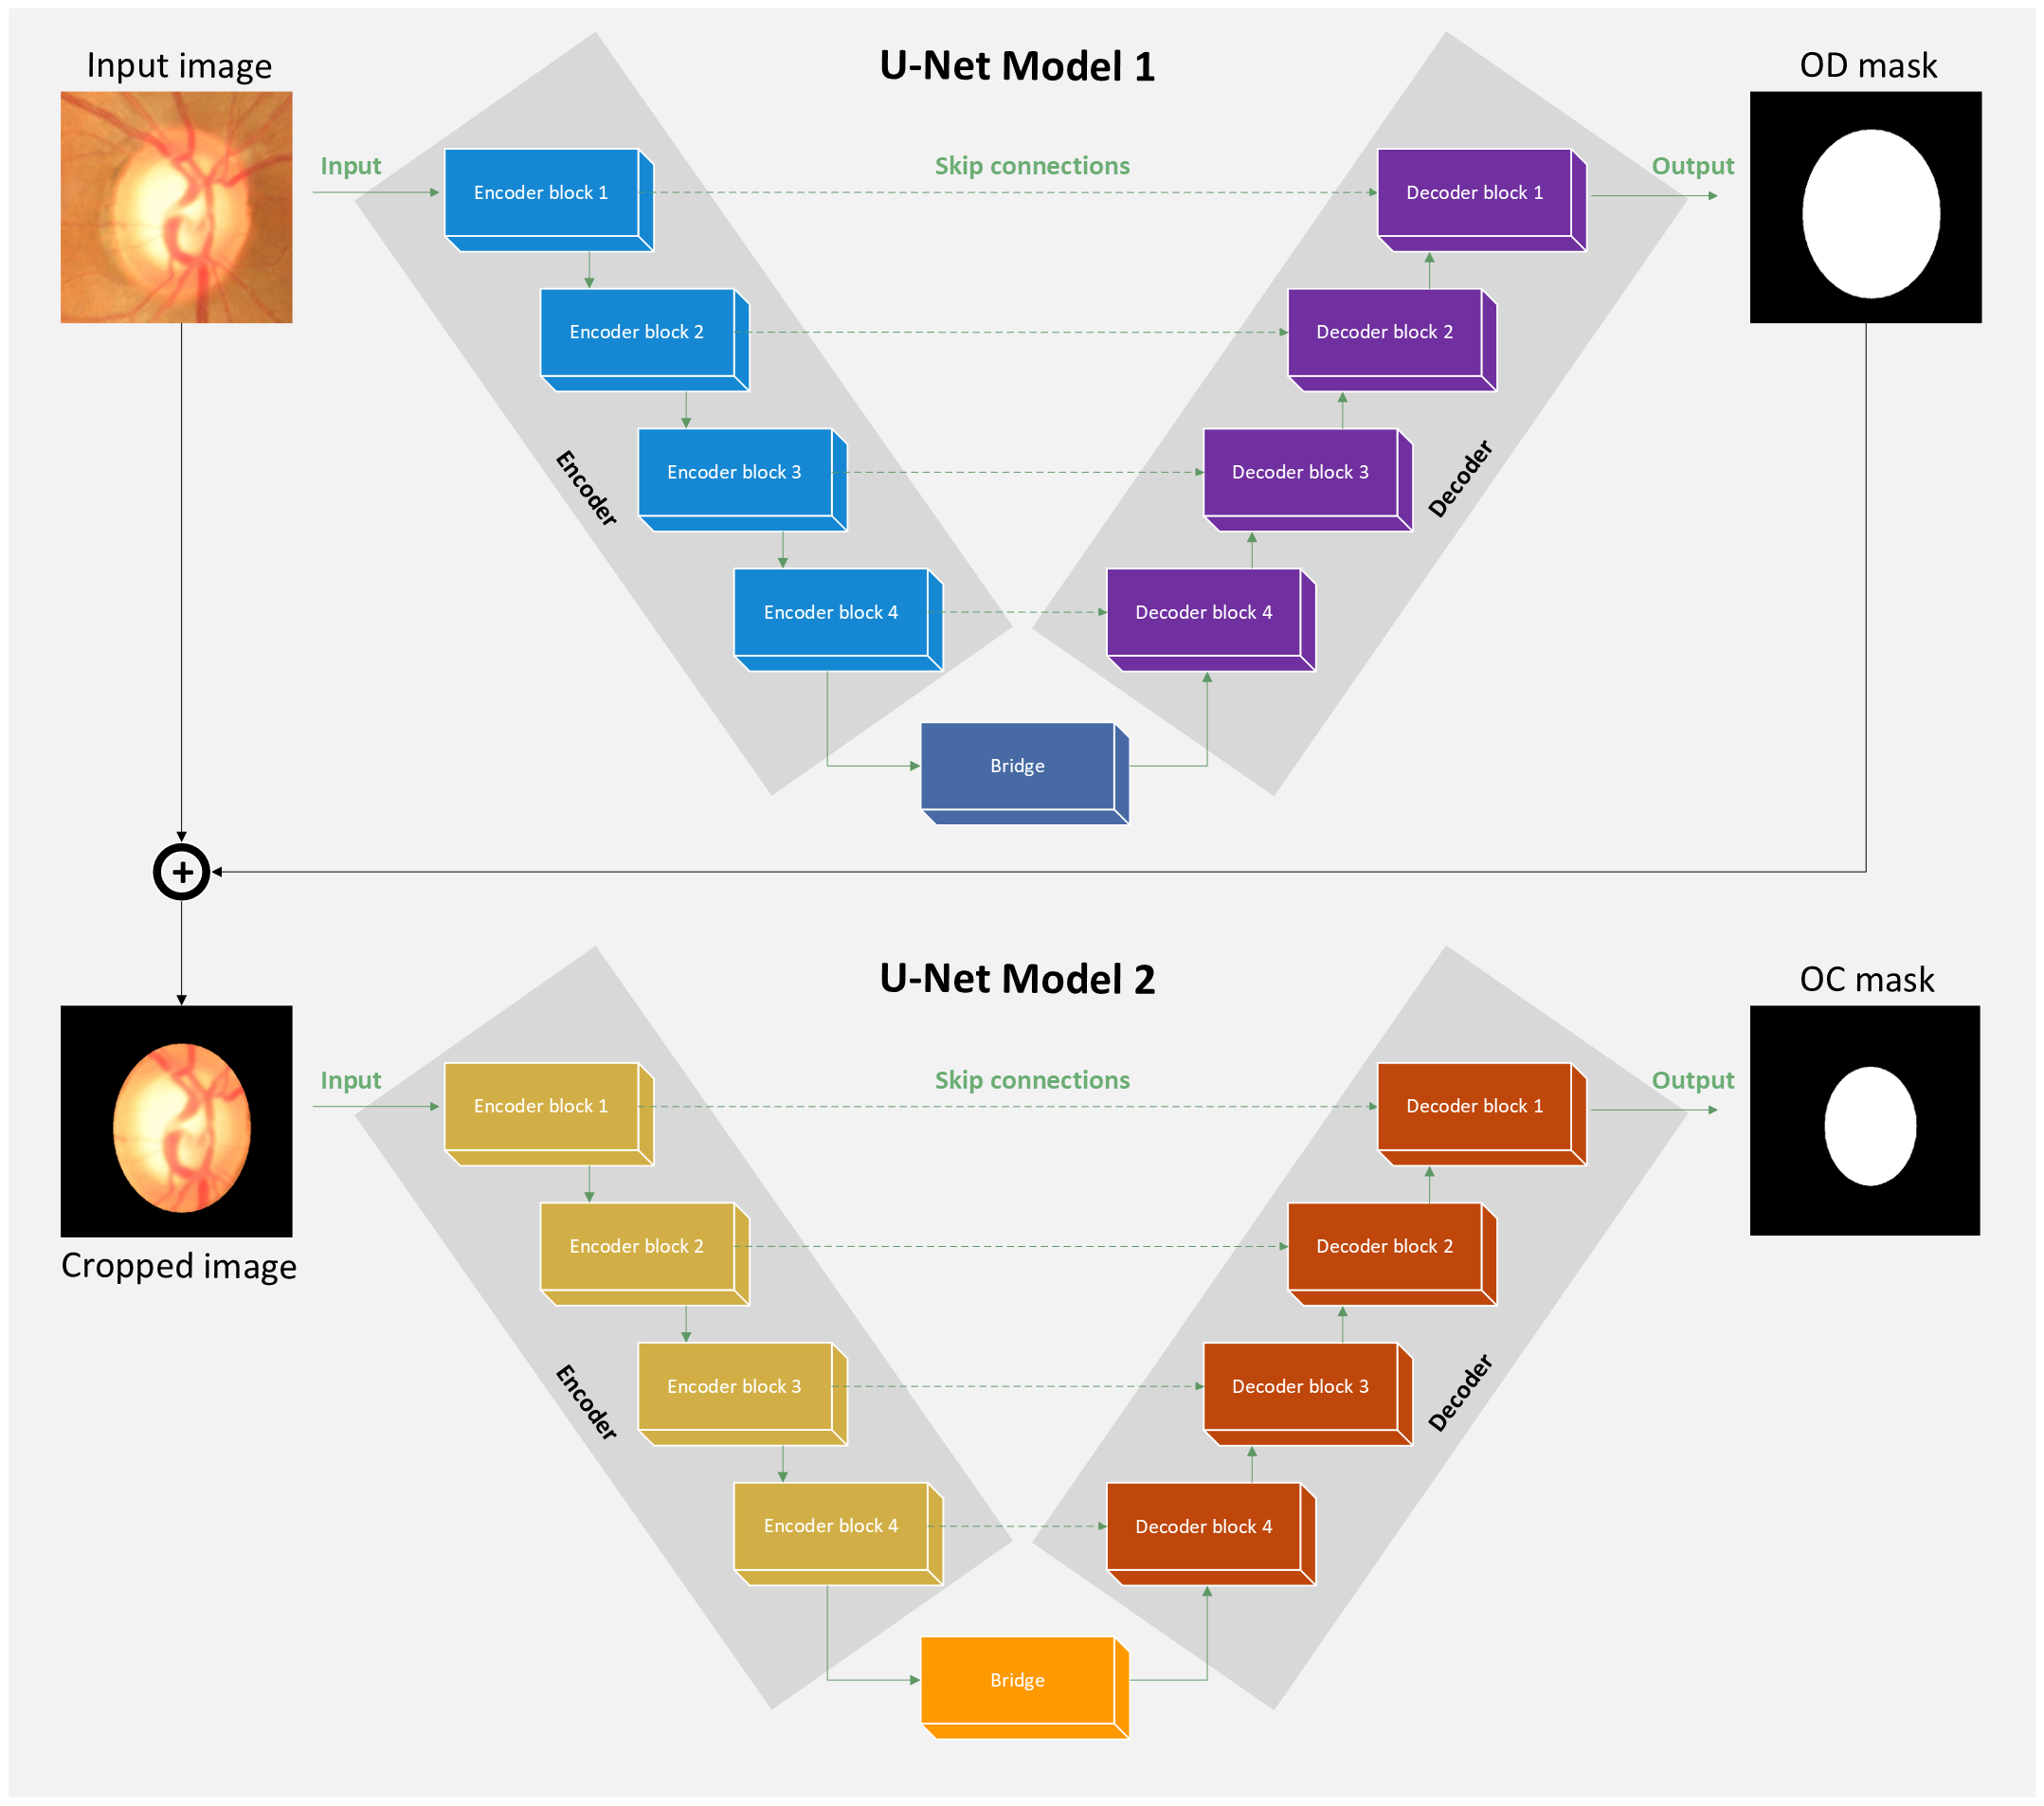 U-Net Model 1
Input image
OD mask
Input
Skip connections
Output
Encoder block 1
Decoder block 1
Encoder block 2
Decoder block 2
Encoder block 3
Decoder block 3
Encoder
Decoder
Encoder block 4
Decoder block 4
Bridge
+
U-Net Model 2
OC mask
Input
Skip connections
Output
Encoder block 1
Decoder block 1
Encoder block 2
Decoder block 2
Cropped image
Encoder block 3
Decoder block 3
Encoder
Decoder
Encoder block 4
Decoder block 4
Bridge